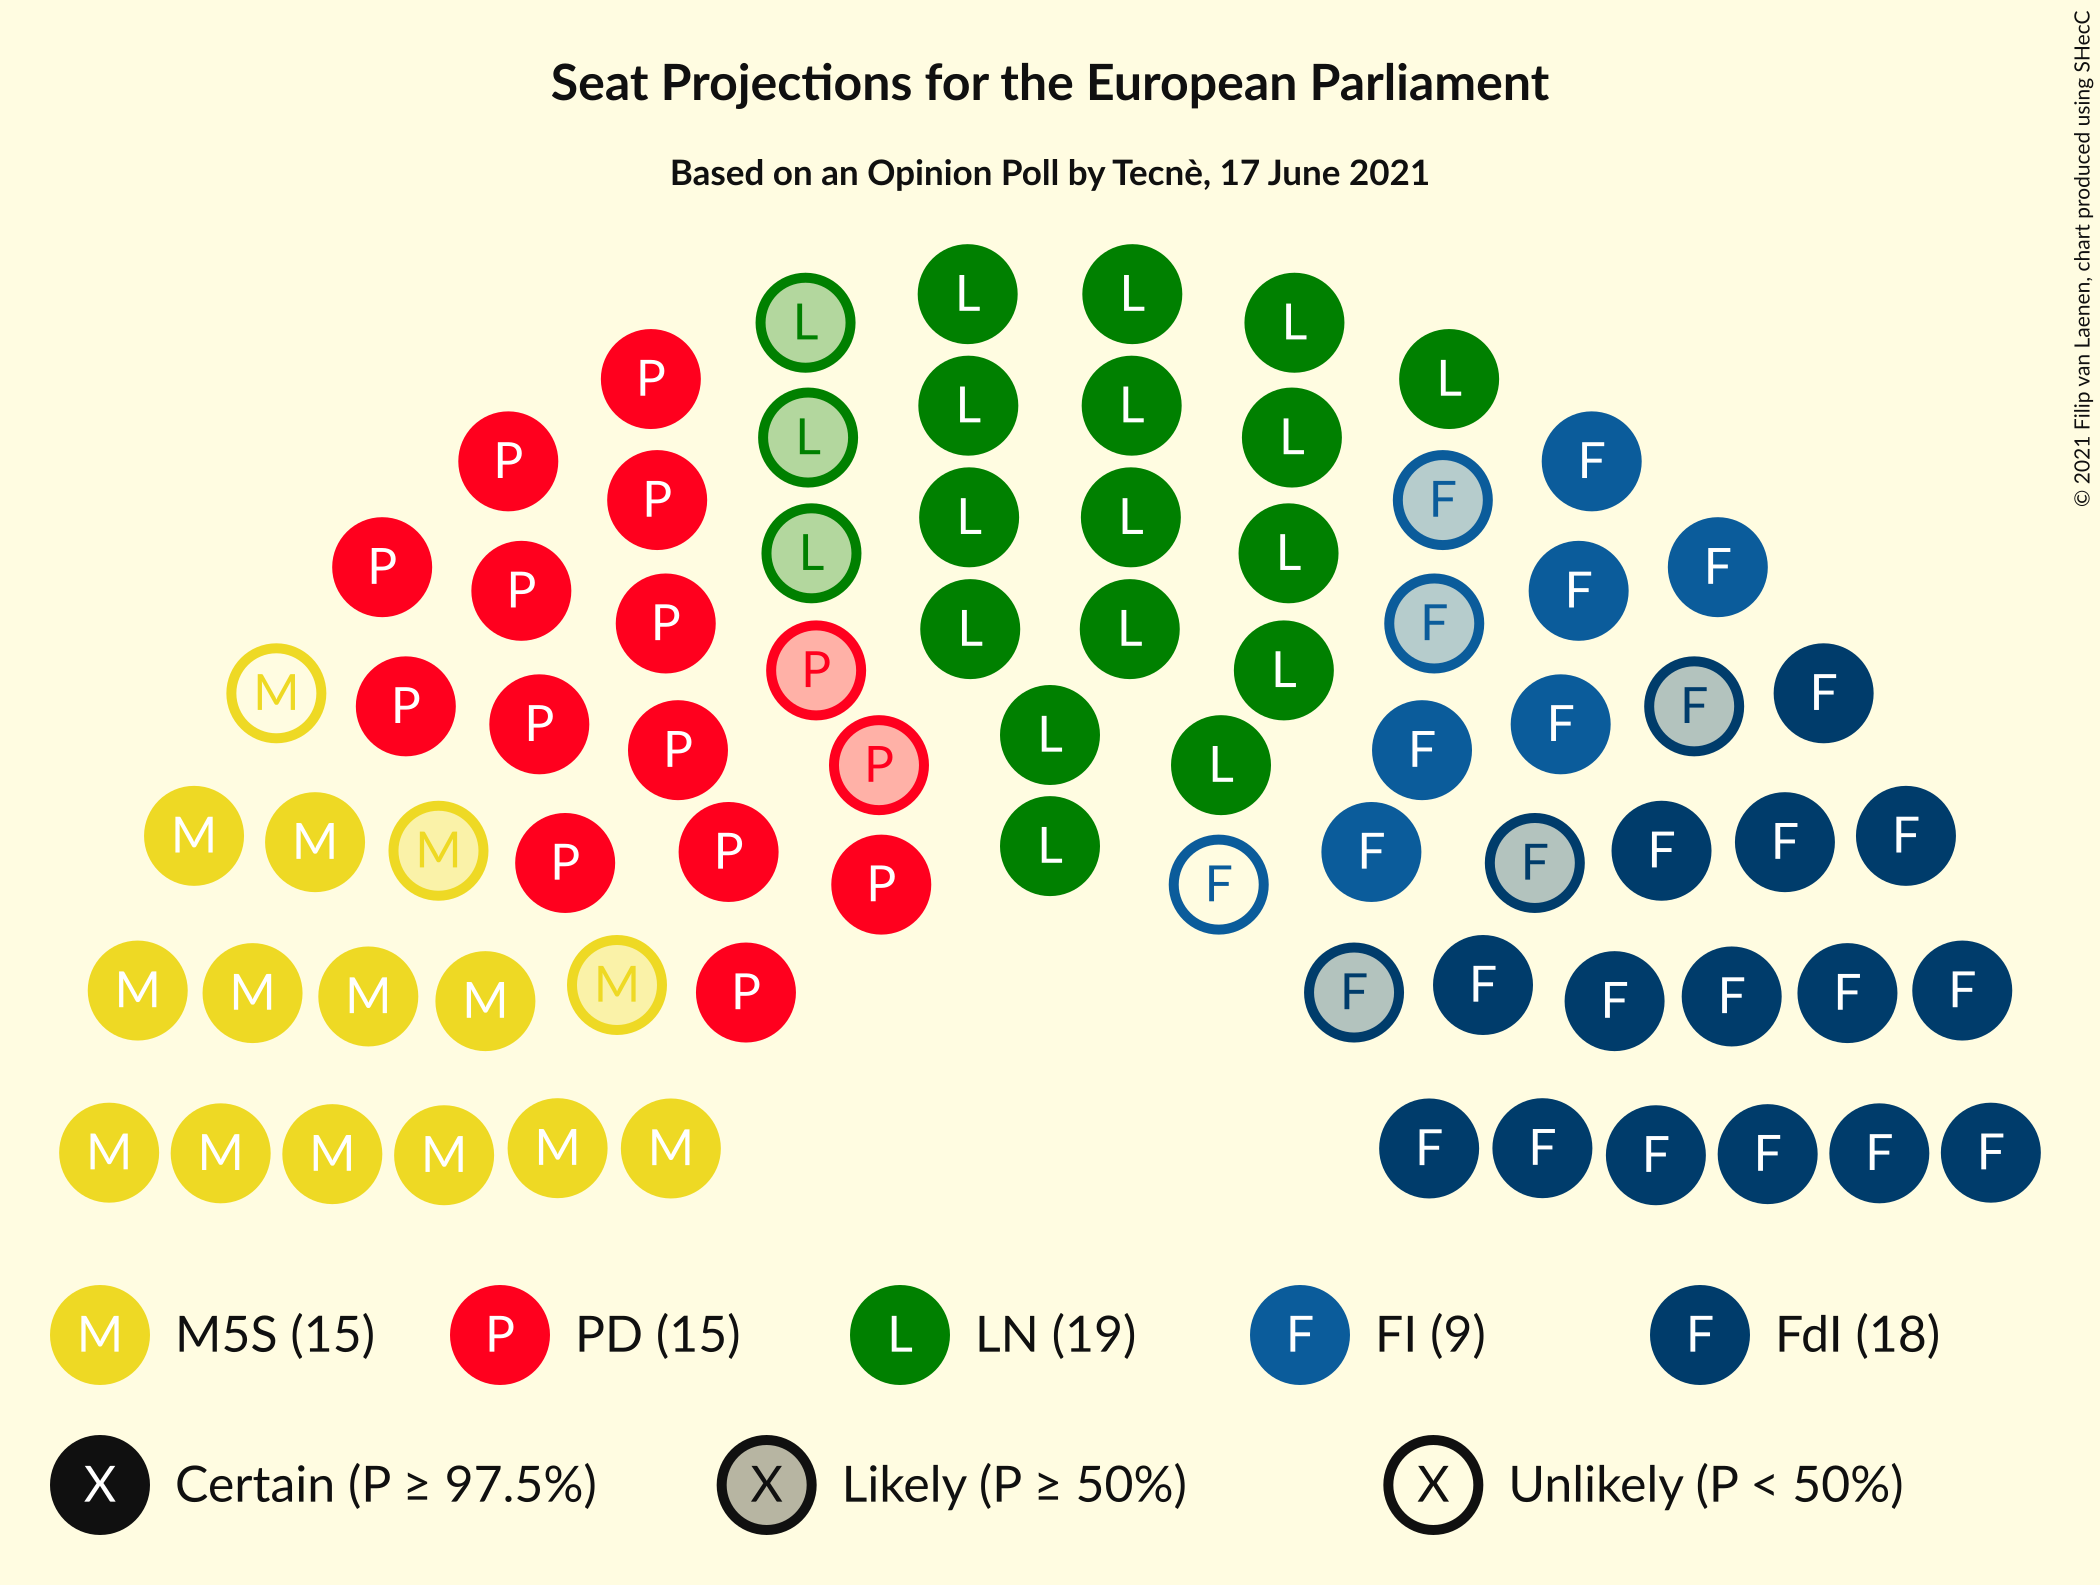 Seat Projections for the European Parliament
Based on an Opinion Poll by Tecnè, 17 June 2021
© 2021 Filip van Laenen, chart produced using SHecC
L L
L L
P L
L L
L L
P F
P P F
L L L
L L
P P F F
P F
L P F
L L
M F
P P F F
P P F F
L
P L
M M F F
M P P F F F
L
P F
M F
M M M M P F F F F F
M M M M M M F F F F F F
M M5S (15) P PD (15) L LN (19) F FI (9) F FdI (18)
X Certain (P ≥ 97.5%) X Likely (P ≥ 50%) X Unlikely (P < 50%)